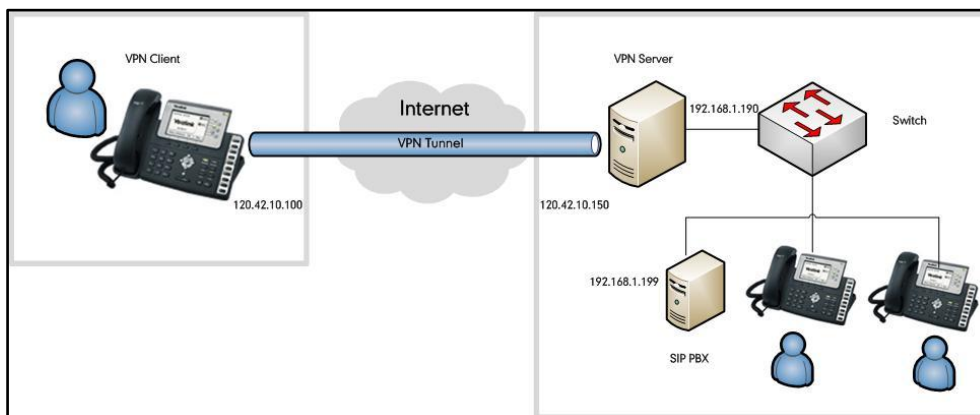 VPN Client
VPN Server
Internet
192.168.1.190
Switch
VPN Tunnel
120.42.10.100
120.42.10.150
192.168.1.199
SIP PBX